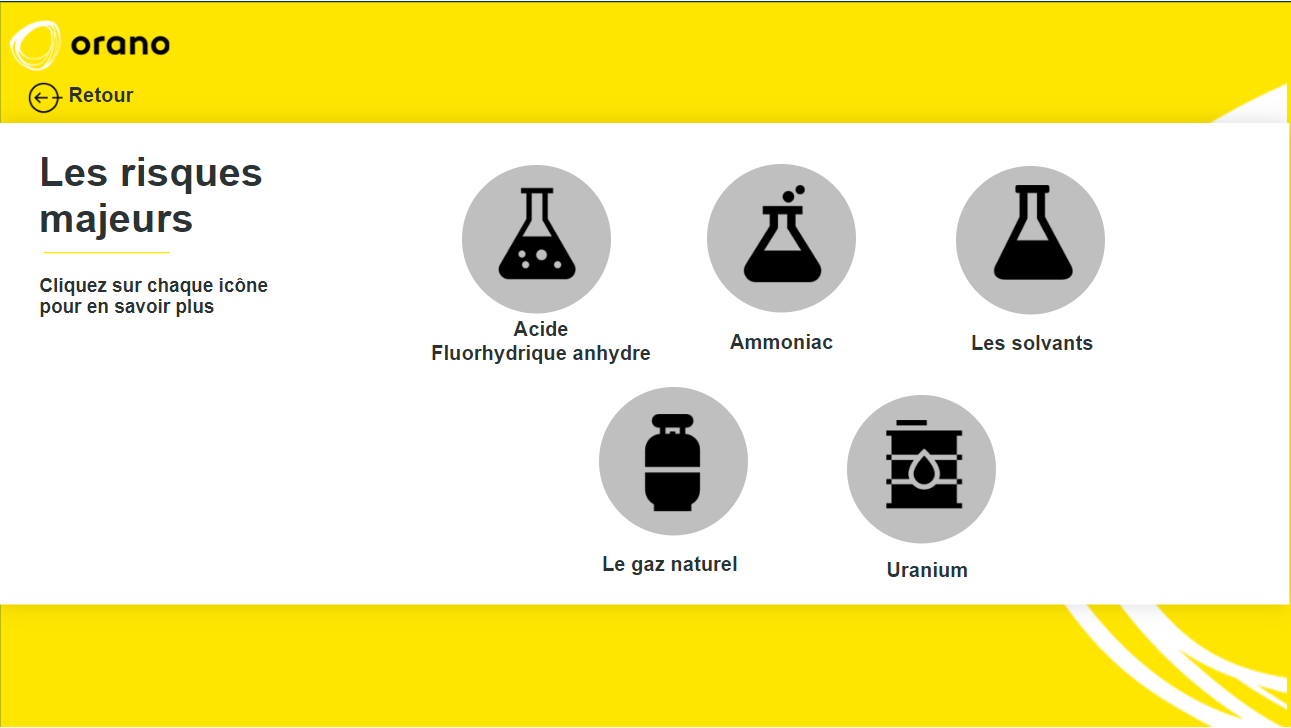 orano
Retour
Les risques
majeurs
Cliquez sur chaque icône
pour en savoir plus
Acide
Fluorhydrique anhydre
Ammoniac
Les solvants
Le gaz naturel
Uranium